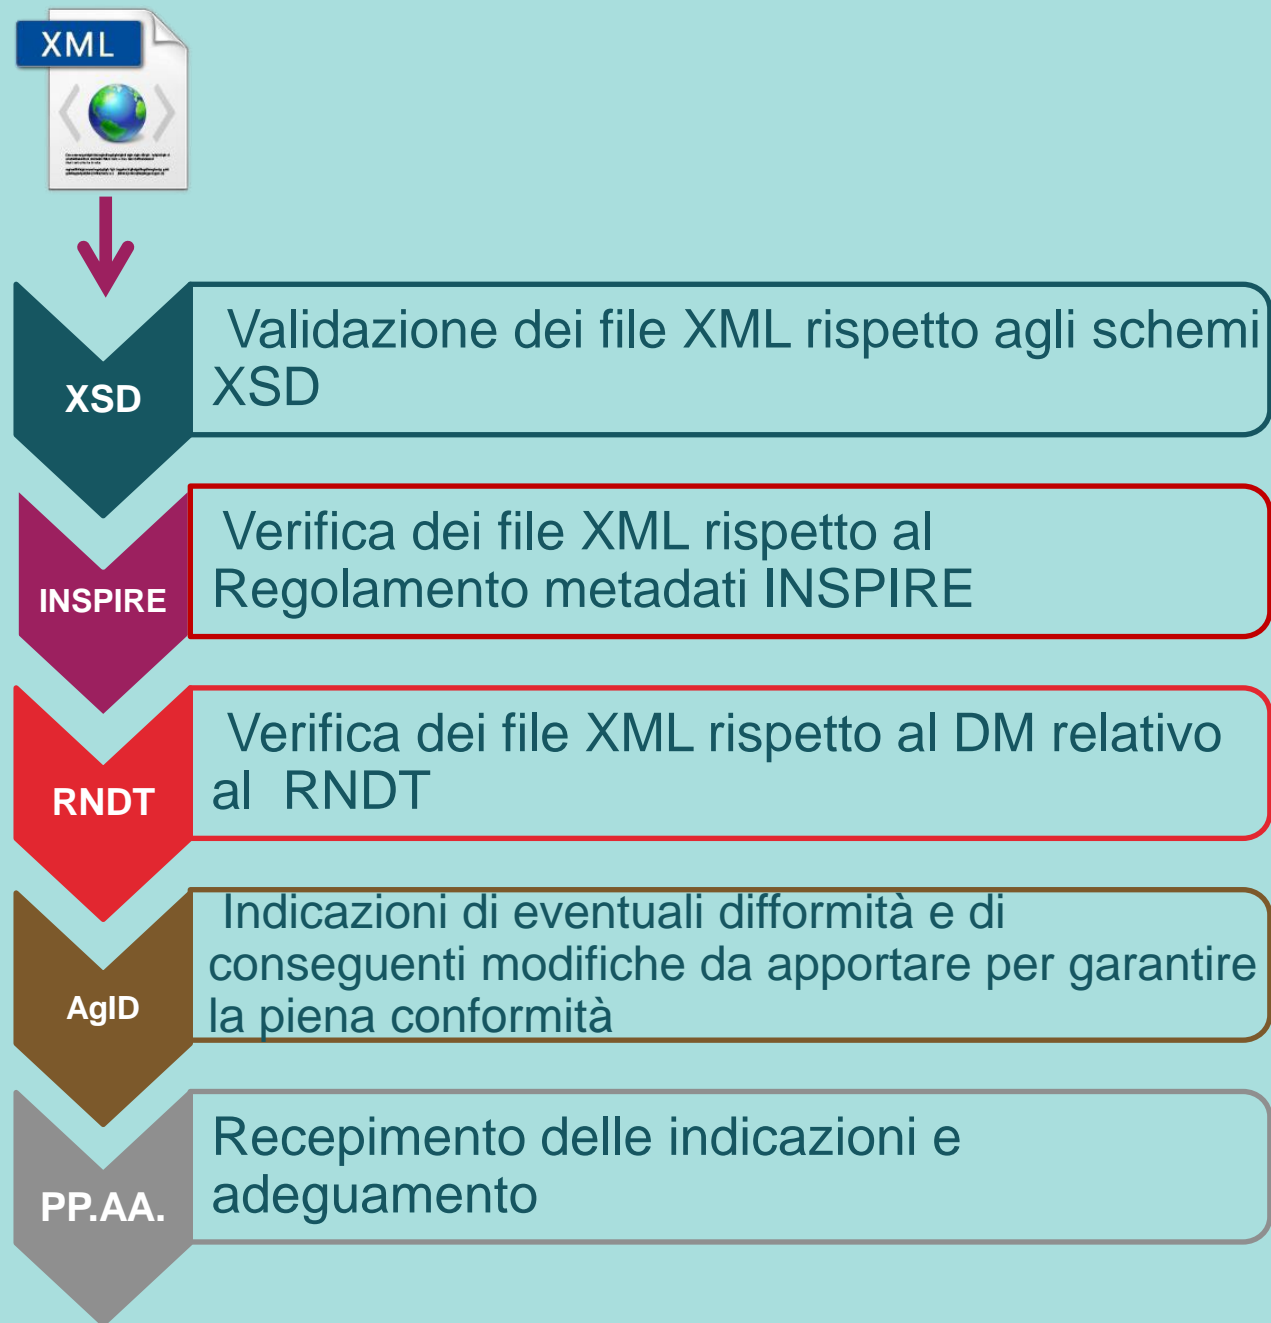 XML
XSD
Validazione dei file XML rispetto agli schemi
XSD
INSPIRE
Verifica dei file XML rispetto al
Regolamento metadati INSPIRE
RNDT
Verifica dei file XML rispetto al DM relativo
al RNDT
AgID
Indicazioni di eventuali difformità e di
conseguenti modifiche da apportare per garantire
la piena conformità
PP.AA.
Recepimento delle indicazioni e
adeguamento